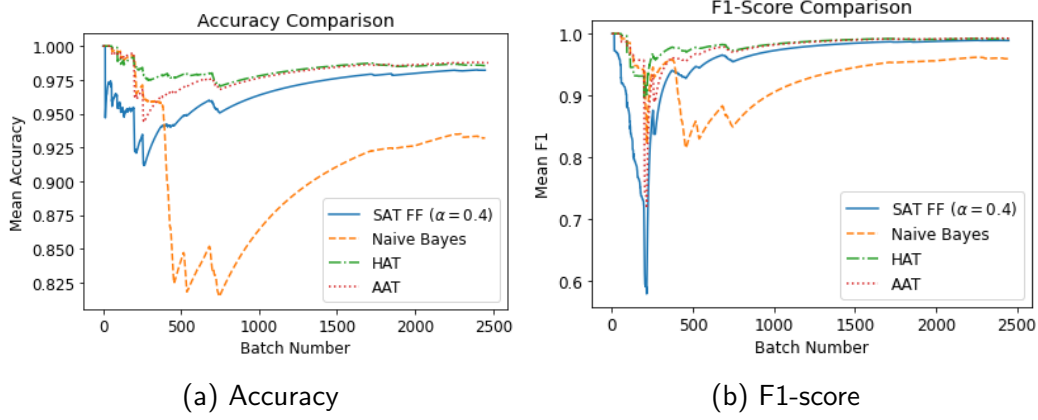 Accuracy Comparison
1.000
0.975
0.950
0.925
0.900
0.875
0.850
0.825
Mean Accuracy
SAT FF (α = 0.4)
Naive Bayes
HAT
AAT
0 500 1000 1500 2000 2500
Batch Number
(a) Accuracy
F1-Score Comparison
1.0
0.9
0.8
0.7
0.6
Mean F1
SAT FF (α = 0.4)
Naive Bayes
HAT
AAT
0 500 1000 1500 2000 2500
Batch Number
(b) F1-score